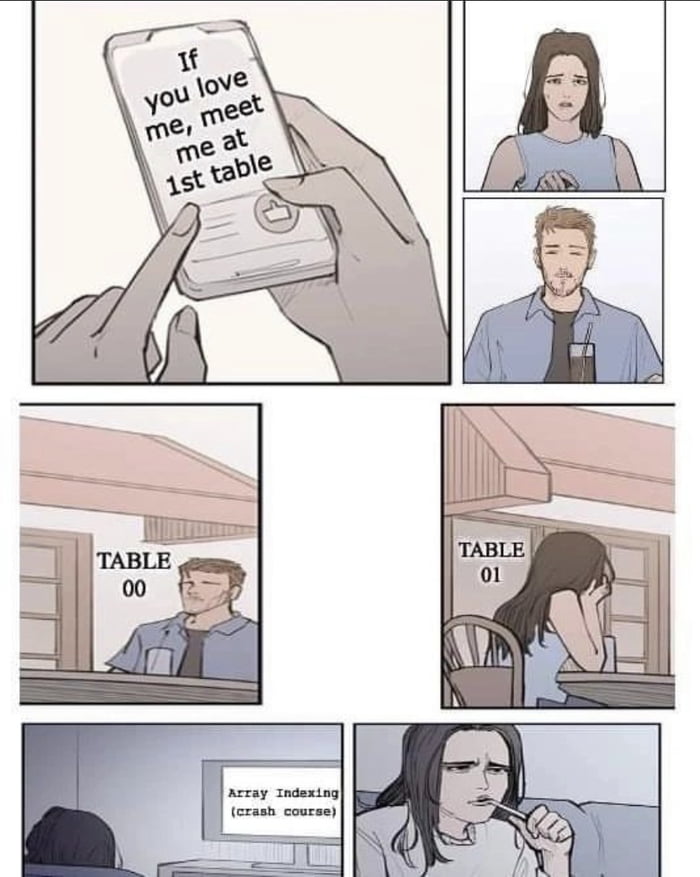 If
you love
me, meet
me at
1st table
TABLE
00
TABLE
01
Array Indexing
(crash course)